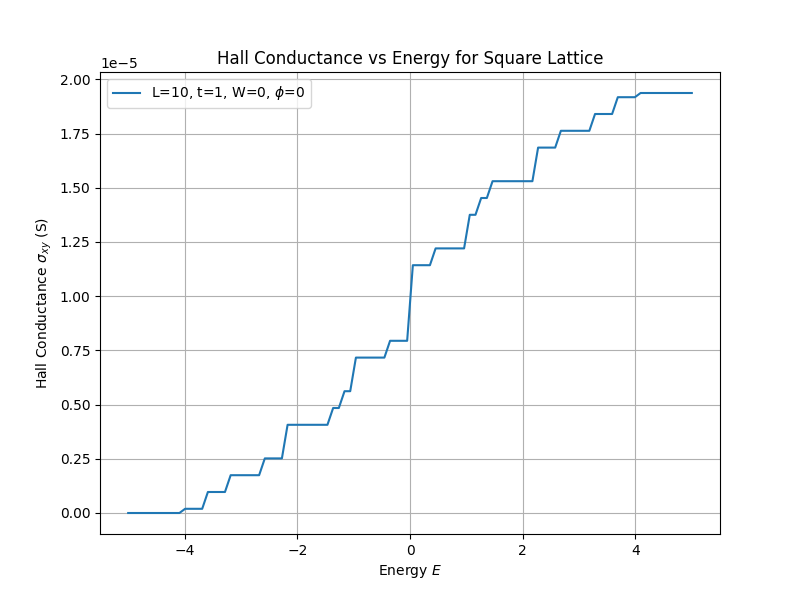 Hall Conductance vs Energy for Square Lattice
1e−5
L=10, t=1, W=0, ϕ=0
2.00
1.75
1.50
1.25
1.00
0.75
0.50
0.25
0.00
Hall Conductance σxy (S)
−4
−2
0
2
4
Energy E